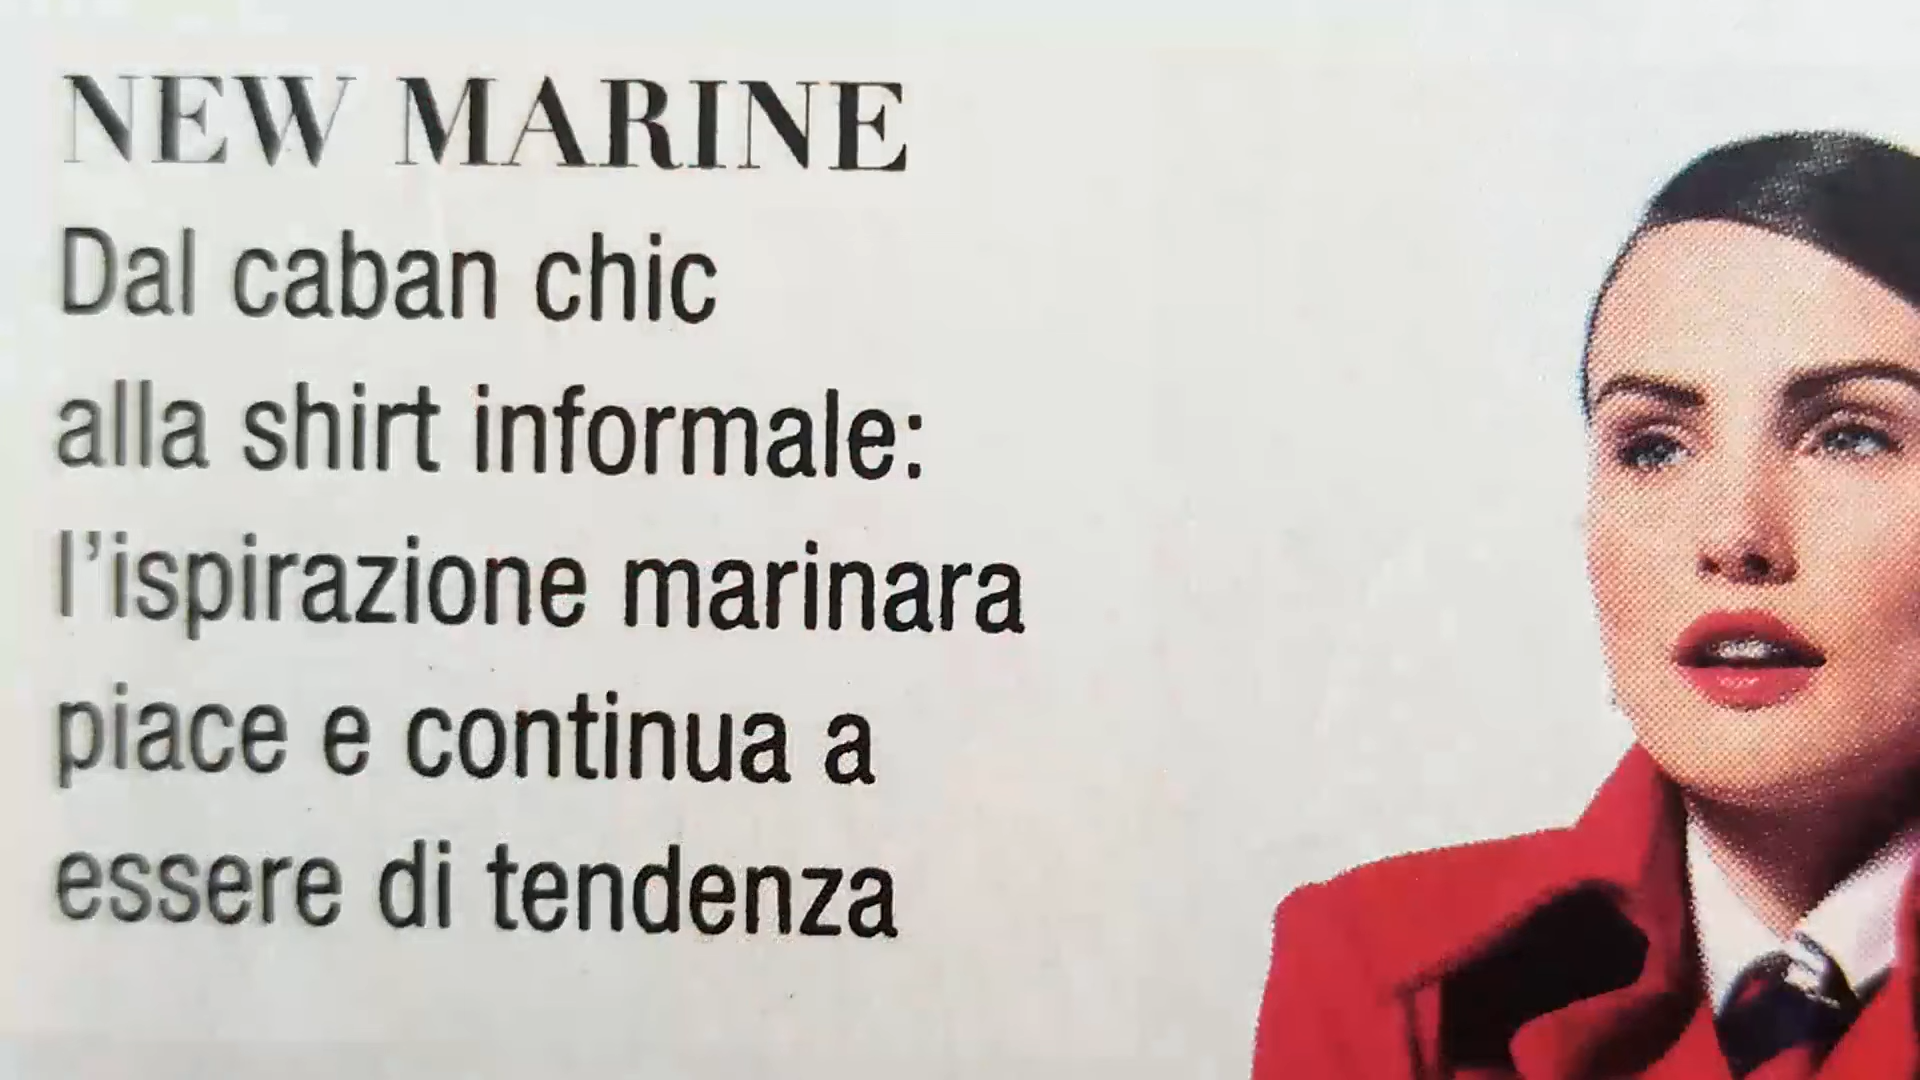 NEW MARINE
Dal caban chic
alla shirt informale:
l’ispirazione marinara
piace e continua a
essere di tendenza